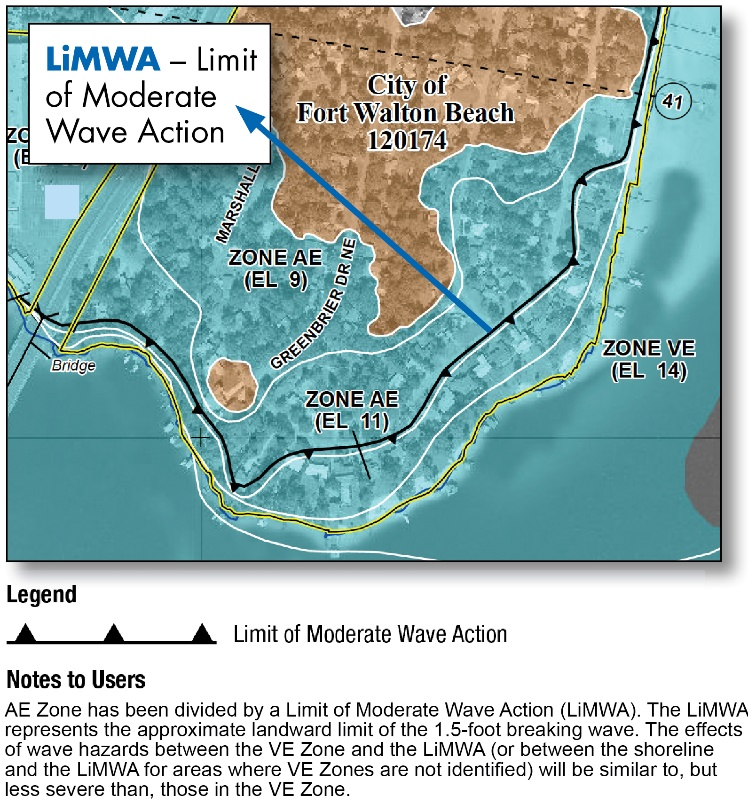 LiMWA – Limit
of Moderate
Wave Action
City of
Fort Walton Beach
120174
41
MARSHALL
ZONE AE
(EL 9)
GREENBRIER DR NE
ZONE VE
(EL 14)
Bridge
ZONE AE
(EL 11)
Legend
Limit of Moderate Wave Action
Notes to Users
AE Zone has been divided by a Limit of Moderate Wave Action (LiMWA). The LiMWA
represents the approximate landward limit of the 1.5-foot breaking wave. The effects
of wave hazards between the VE Zone and the LiMWA (or between the shoreline
and the LiMWA for areas where VE Zones are not identified) will be similar to, but
less severe than, those in the VE Zone.